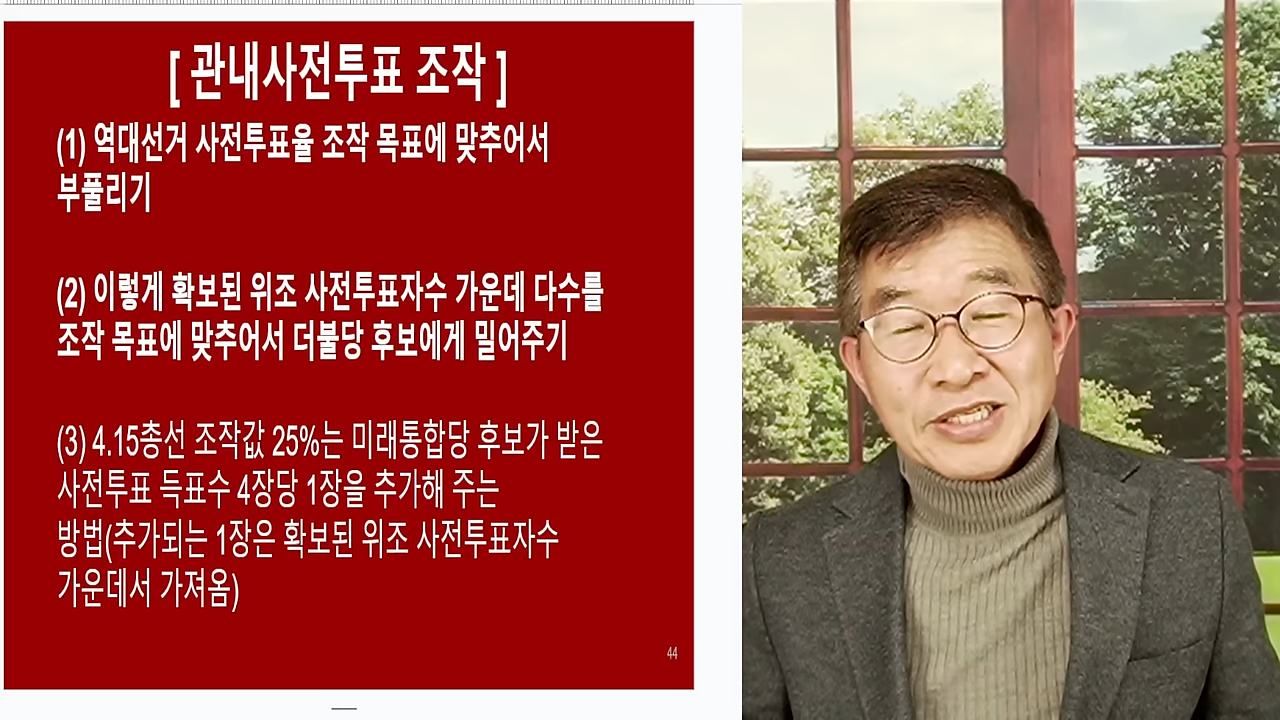 [ 관내사전투표 조작 ]
(1) 역대선거 사전투표율 조작 목표에 맞추어서
부풀리기
(2) 이렇게 확보된 위조 사전투표자수 가운데 다수를
조작 목표에 맞추어서 더불당 후보에게 밀어주기
(3) 4.15총선 조작값 25%는 미래통합당 후보가 받은
사전투표 득표수 4장당 1장을 추가해 주는
방법(추가되는 1장은 확보된 위조 사전투표자수
가운데서 가져옴)
44